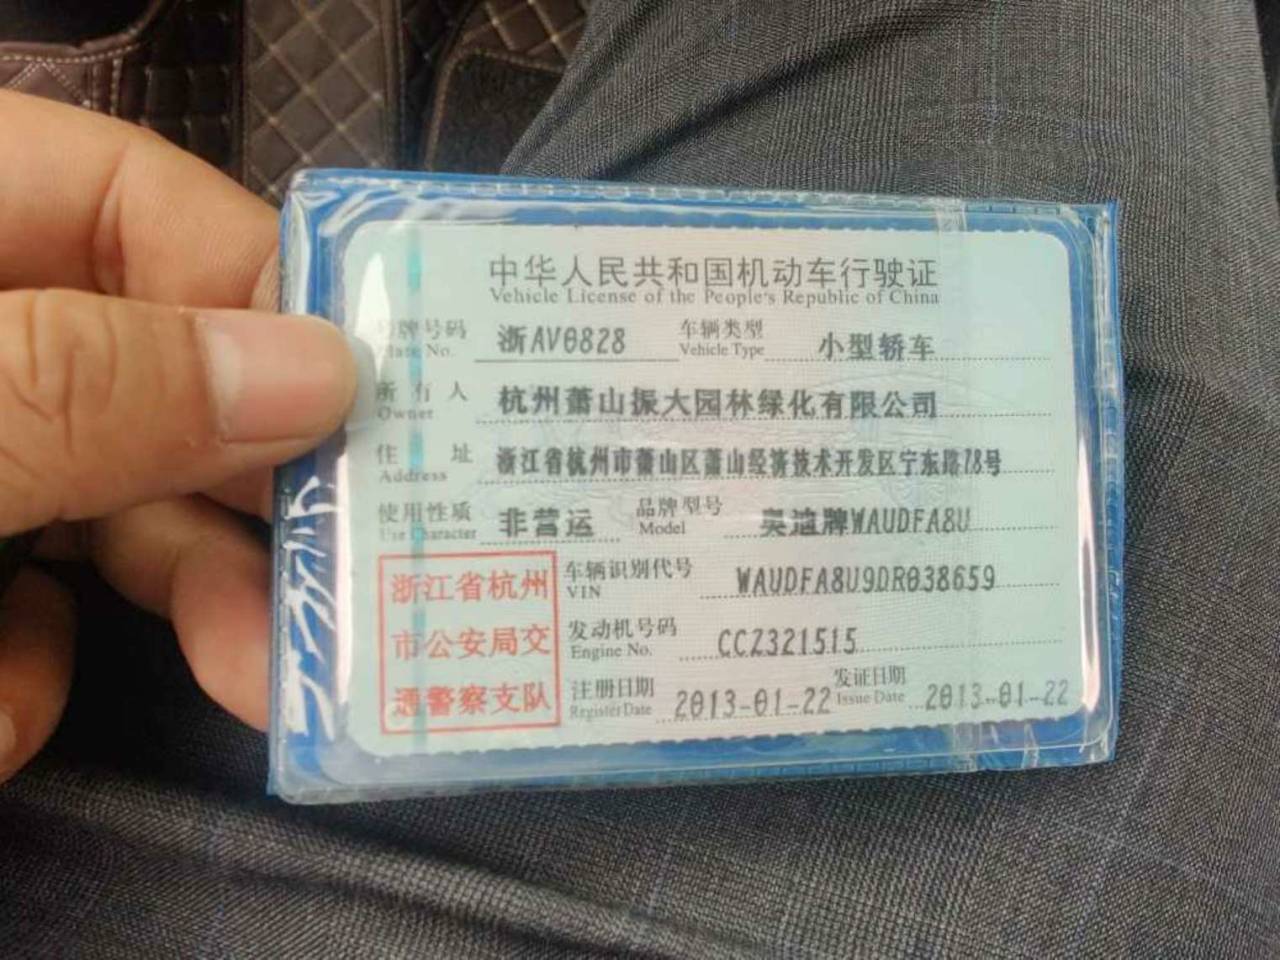 中华人民共和国机动车行驶证
Vehicle License of the People's Republic of China
号牌号码 浙AV0828 车辆类型 小型轿车
Plate No. Vehicle Type
所有人 杭州萧山振大园林绿化有限公司
Owner
住址 浙江省杭州市萧山区萧山经济技术开发区宁东路78号
Address
使用性质 非营运 品牌型号 奥迪牌WAUDFA8U
Use Character Model
浙江省杭州
市公安局交
通警察支队
车辆识别代号 WAUDFA8U9DR038659
VIN
发动机号码 CCZ321515
Engine No.
注册日期 2013-01-22 发证日期 2013-01-22
Register Date Issue Date